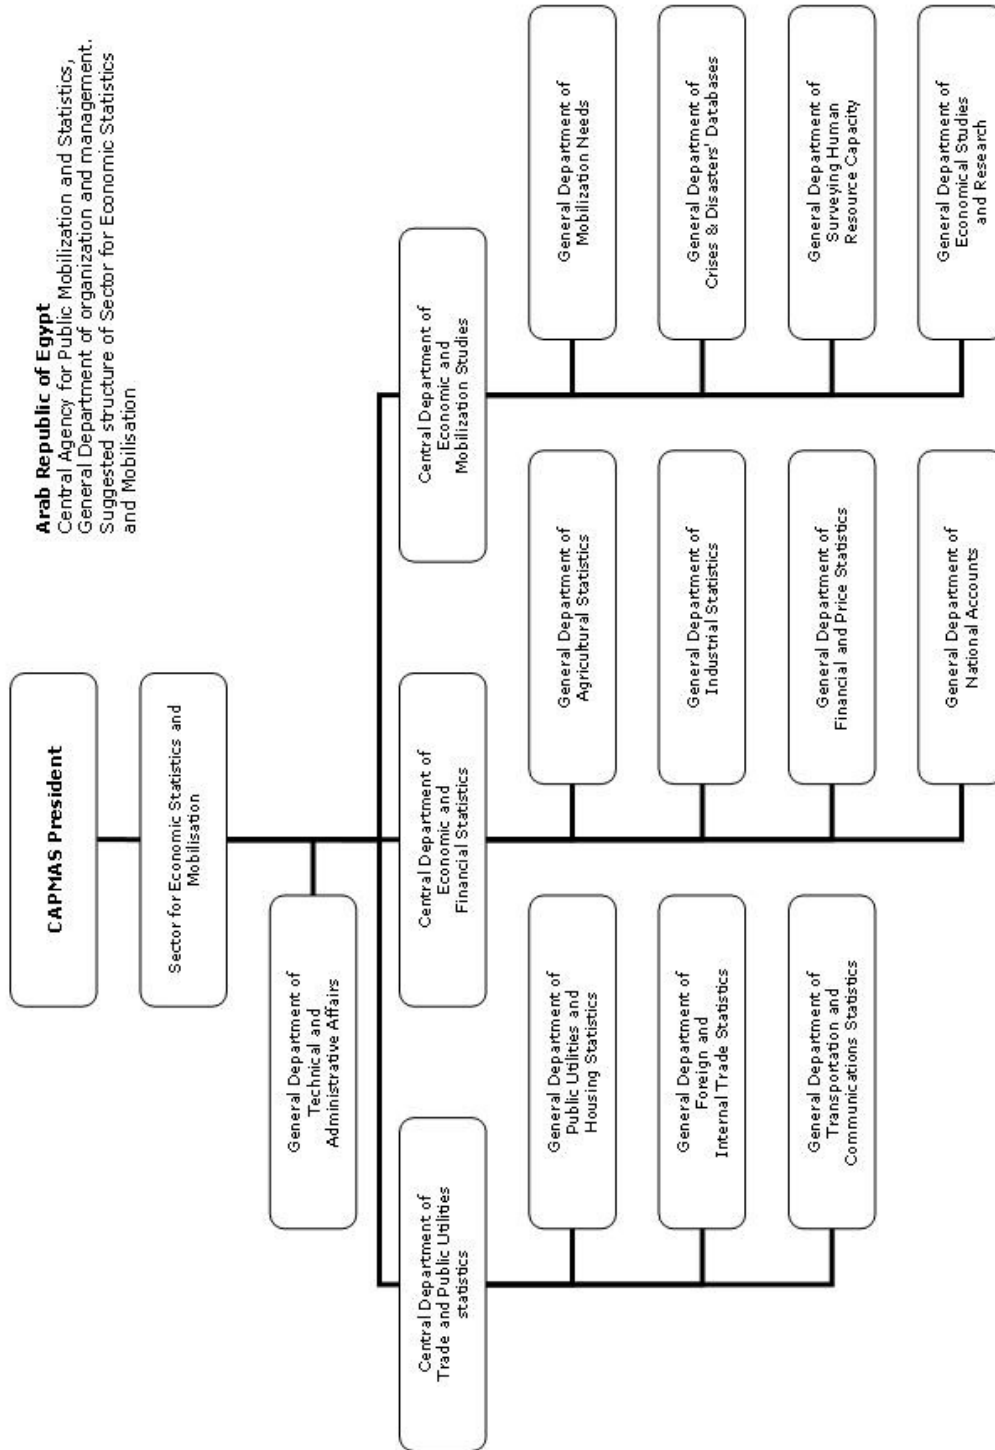 Arab Republic of Egypt
Central Agency for Public Mobilization and Statistics,
General Department of organization and management.
Suggested structure of Sector for Economic Statistics
and Mobilisation
CAPMAS President
Sector for Economic Statistics and
Mobilisation
General Department of
Technical and
Administrative Affairs
Central Department of
Trade and Public Utilities
statistics
General Department of
Public Utilities and
Housing Statistics
General Department of
Foreign and
Internal Trade Statistics
General Department of
Transportation and
Communications Statistics
Central Department of
Economic and
Financial Statistics
General Department of
Agricultural Statistics
General Department of
Industrial Statistics
General Department of
Financial and Price Statistics
General Department of
National Accounts
Central Department of
Economic and
Mobilization Studies
General Department of
Mobilization Needs
General Department of
Crises & Disasters' Databases
General Department of
Surveying Human
Resource Capacity
General Department of
Economical Studies
and Research